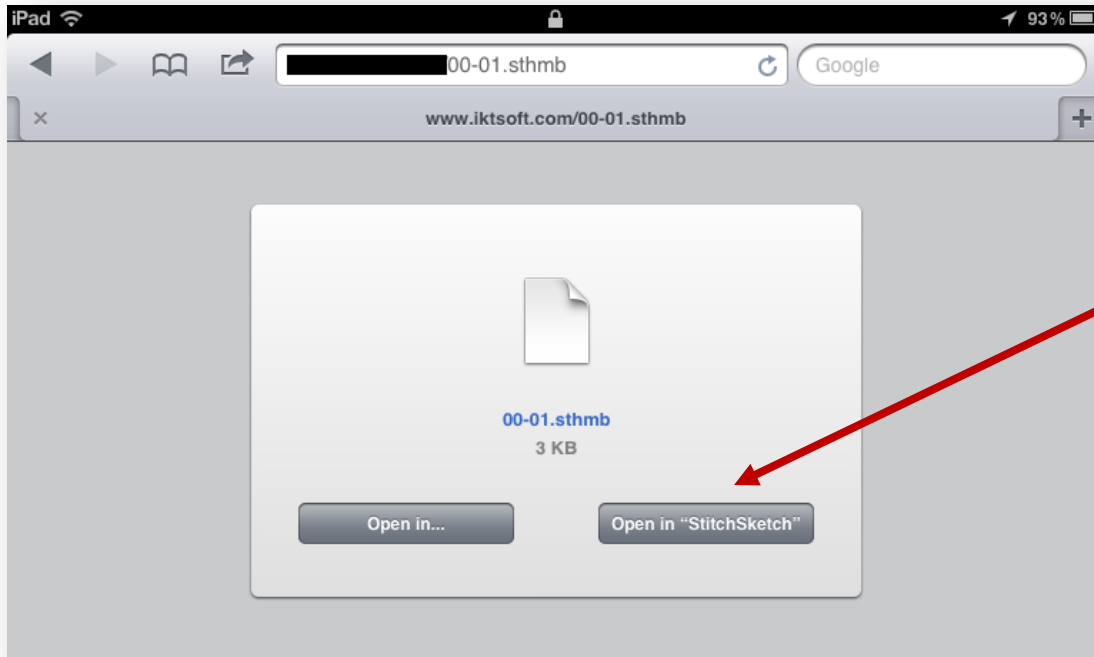 iPad 93%
/00-01.sthmb Google
www.iktsoft.com/00-01.sthmb
00-01.sthmb
3 KB
Open in... Open in “StitchSketch”